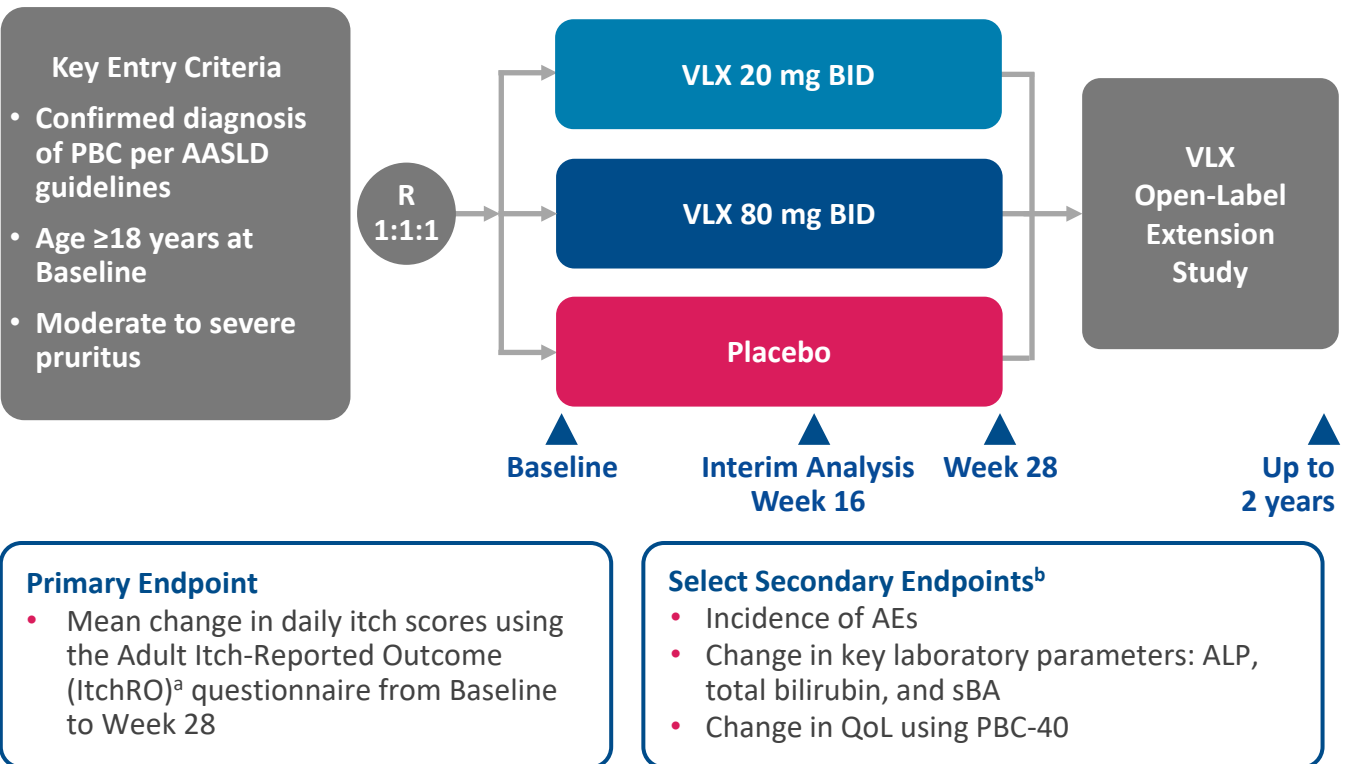 Key Entry Criteria
• Confirmed diagnosis
of PBC per AASLD
guidelines
• Age ≥18 years at
Baseline
• Moderate to severe
pruritus
R
1:1:1
VLX 20 mg BID
VLX 80 mg BID
Placebo
VLX
Open-Label
Extension
Study
Baseline
Interim Analysis
Week 16
Week 28
Up to
2 years
Primary Endpoint
• Mean change in daily itch scores using
the Adult Itch-Reported Outcome
(ItchRO)ᵃ questionnaire from Baseline
to Week 28
Select Secondary Endpointsᵇ
• Incidence of AEs
• Change in key laboratory parameters: ALP,
total bilirubin, and sBA
• Change in QoL using PBC-40